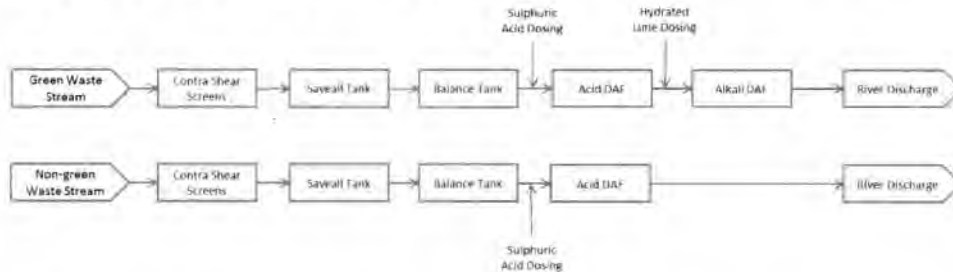 Sulphuric
Acid Dosing
Hydrated
Lime Dosing
Green Waste
Stream
Contra Shear
Screens
Saveall Tank
Balance Tank
Acid DAF
Alkali DAF
River Discharge
Non-green
Waste Stream
Contra Shear
Screens
Saveall Tank
Balance Tank
Acid DAF
River Discharge
Sulphuric
Acid Dosing